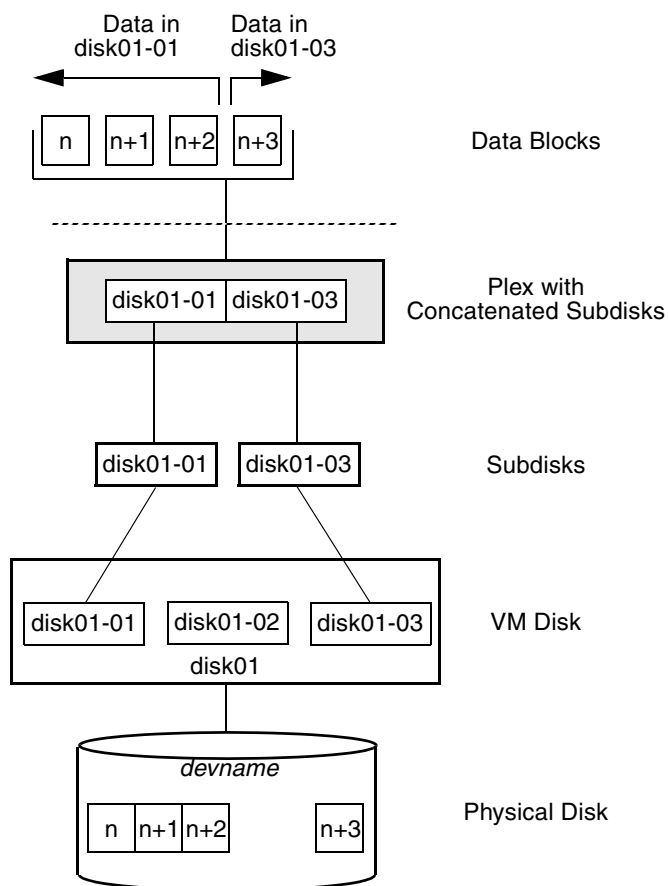 Data in
disk01-01
Data in
disk01-03
n
n+1
n+2
n+3
Data Blocks
disk01-01
disk01-03
Plex with
Concatenated Subdisks
disk01-01
disk01-03
Subdisks
disk01-01
disk01-02
disk01-03
VM Disk
disk01
devname
n
n+1
n+2
n+3
Physical Disk